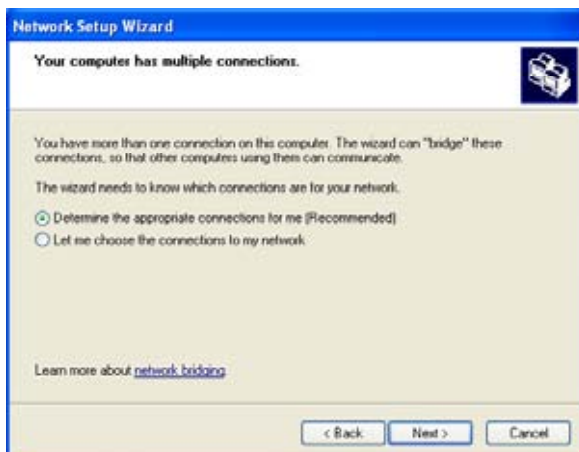 Network Setup Wizard
Your computer has multiple connections.
You have more than one connection on this computer. The wizard can "bridge" these
connections, so that other computers using them can communicate.
The wizard needs to know which connections are for your network.
Determine the appropriate connections for me (Recommended)
Let me choose the connections to my network
Learn more about network bridging.
< Back
Next >
Cancel